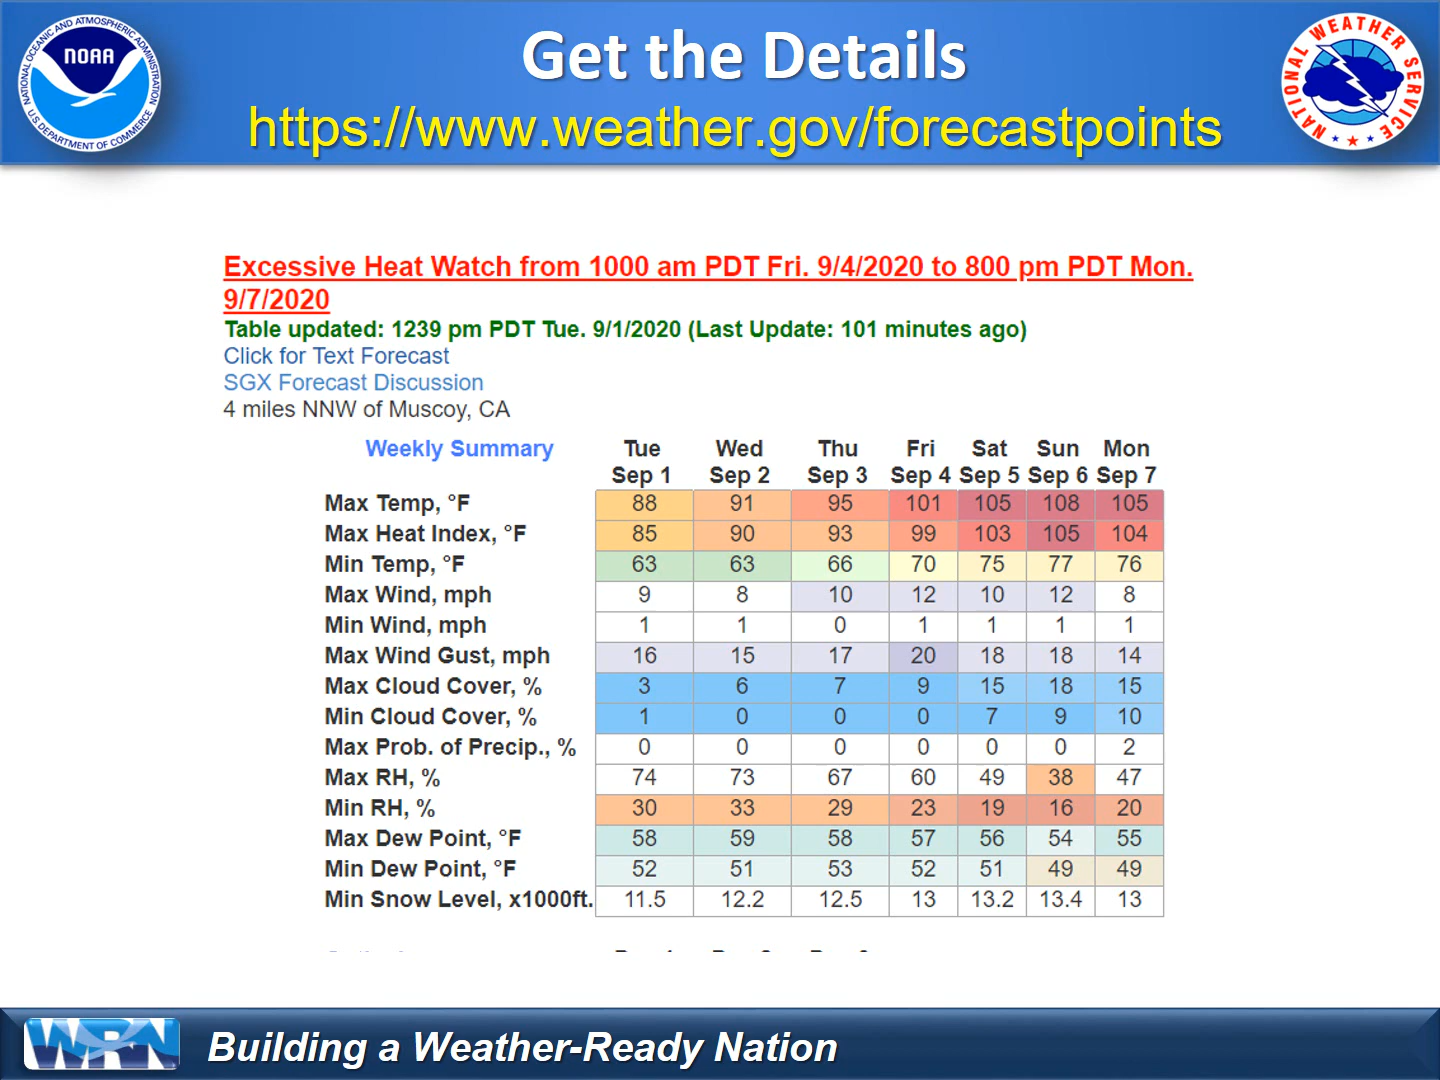 Get the Details
https://www.weather.gov/forecastpoints
NOAA
NATIONAL OCEANIC AND ATMOSPHERIC ADMINISTRATION
U.S. DEPARTMENT OF COMMERCE
NATIONAL WEATHER SERVICE
Excessive Heat Watch from 1000 am PDT Fri. 9/4/2020 to 800 pm PDT Mon.
9/7/2020
Table updated: 1239 pm PDT Tue. 9/1/2020 (Last Update: 101 minutes ago)
Click for Text Forecast
SGX Forecast Discussion
4 miles NNW of Muscoy, CA
Weekly Summary Tue Wed Thu Fri Sat Sun Mon
Sep 1 Sep 2 Sep 3 Sep 4 Sep 5 Sep 6 Sep 7
Max Temp, °F 88 91 95 101 105 108 105
Max Heat Index, °F 85 90 93 99 103 105 104
Min Temp, °F 63 63 66 70 75 77 76
Max Wind, mph 9 8 10 12 10 12 8
Min Wind, mph 1 1 0 1 1 1 1
Max Wind Gust, mph 16 15 17 20 18 18 14
Max Cloud Cover, % 3 6 7 9 15 18 15
Min Cloud Cover, % 1 0 0 0 7 9 10
Max Prob. of Precip., % 0 0 0 0 0 0 2
Max RH, % 74 73 67 60 49 38 47
Min RH, % 30 33 29 23 19 16 20
Max Dew Point, °F 58 59 58 57 56 54 55
Min Dew Point, °F 52 51 53 52 51 49 49
Min Snow Level, x1000ft. 11.5 12.2 12.5 13 13.2 13.4 13
WRN
Building a Weather-Ready Nation